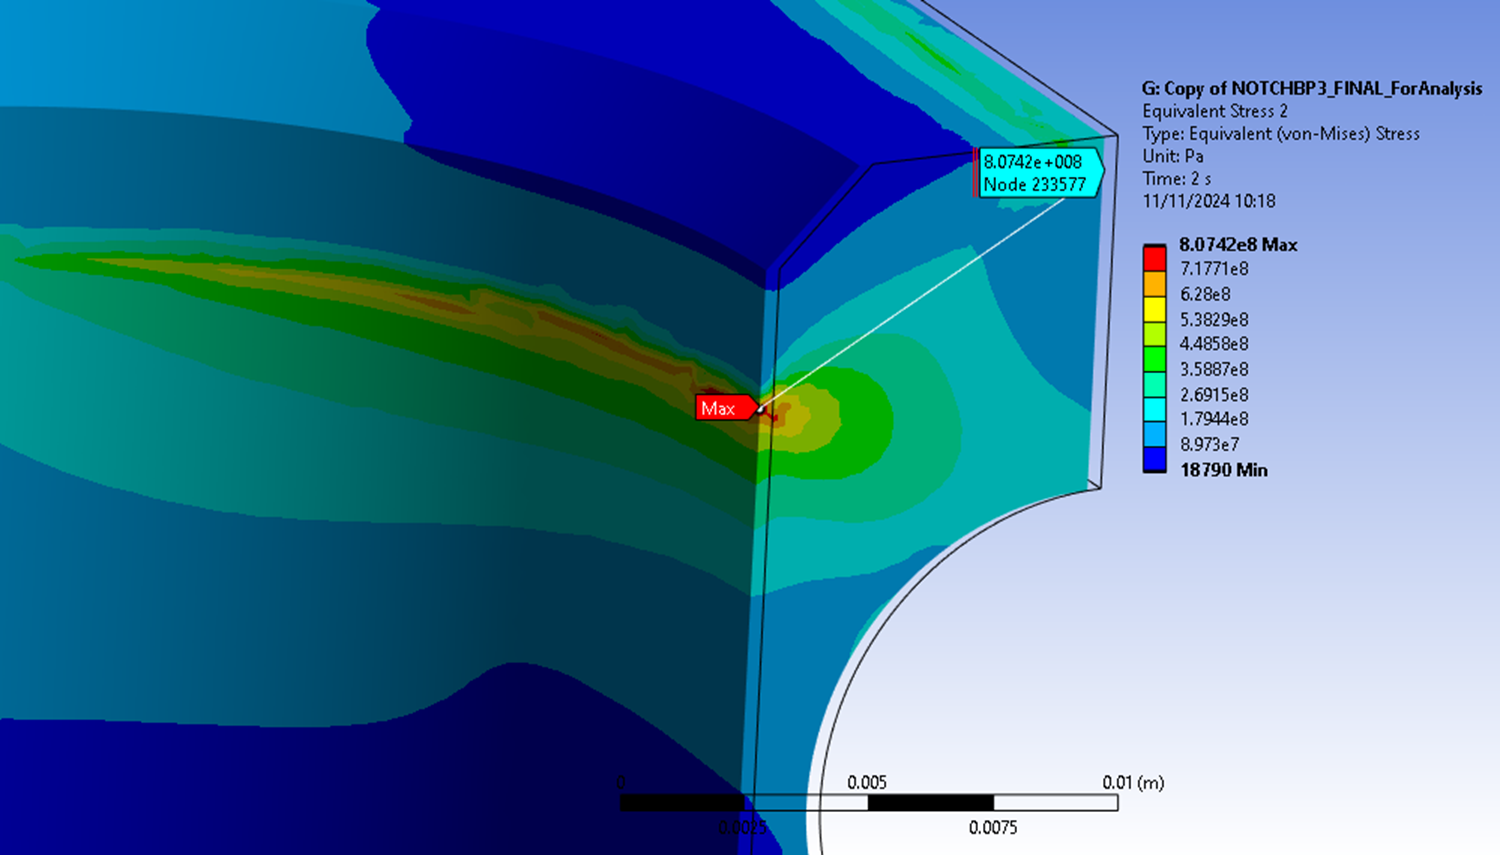 G: Copy of NOTCHBP3_FINAL_ForAnalysis
Equivalent Stress 2
Type: Equivalent (von-Mises) Stress
Unit: Pa
Time: 2 s
11/11/2024 10:18
8.0742e8 Max
7.1771e8
6.28e8
5.3829e8
4.4858e8
3.5887e8
2.6915e8
1.7944e8
8.973e7
18790 Min
8.0742e+008
Node 233577
Max
0
0.005
0.01 (m)
0.0025
0.0075